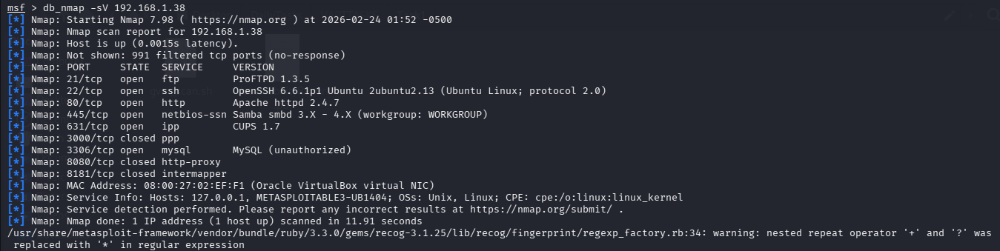 msf > db_nmap -sV 192.168.1.38
[*] Nmap: Starting Nmap 7.98 ( https://nmap.org ) at 2026-02-24 01:52 -0500
[*] Nmap: Nmap scan report for 192.168.1.38
[*] Nmap: Host is up (0.0015s latency).
[*] Nmap: Not shown: 991 filtered tcp ports (no-response)
[*] Nmap: PORT     STATE  SERVICE     VERSION
[*] Nmap: 21/tcp   open   ftp         ProFTPD 1.3.5
[*] Nmap: 22/tcp   open   ssh         OpenSSH 6.6.1p1 Ubuntu 2ubuntu2.13 (Ubuntu Linux; protocol 2.0)
[*] Nmap: 80/tcp   open   http        Apache httpd 2.4.7
[*] Nmap: 445/tcp  open   netbios-ssn Samba smbd 3.X - 4.X (workgroup: WORKGROUP)
[*] Nmap: 631/tcp  open   ipp         CUPS 1.7
[*] Nmap: 3000/tcp closed ppp
[*] Nmap: 3306/tcp open   mysql       MySQL (unauthorized)
[*] Nmap: 8080/tcp closed http-proxy
[*] Nmap: 8181/tcp closed intermapper
[*] Nmap: MAC Address: 08:00:27:02:EF:F1 (Oracle VirtualBox virtual NIC)
[*] Nmap: Service Info: Hosts: 127.0.0.1, METASPLOITABLE3-UB1404; OSs: Unix, Linux; CPE: cpe:/o:linux:linux_kernel
[*] Nmap: Service detection performed. Please report any incorrect results at https://nmap.org/submit/ .
[*] Nmap: Nmap done: 1 IP address (1 host up) scanned in 11.91 seconds
/usr/share/metasploit-framework/vendor/bundle/ruby/3.3.0/gems/recog-3.1.25/lib/recog/fingerprint/regexp_factory.rb:34: warning: nested repeat operator '+' and '?' was
 replaced with '*' in regular expression